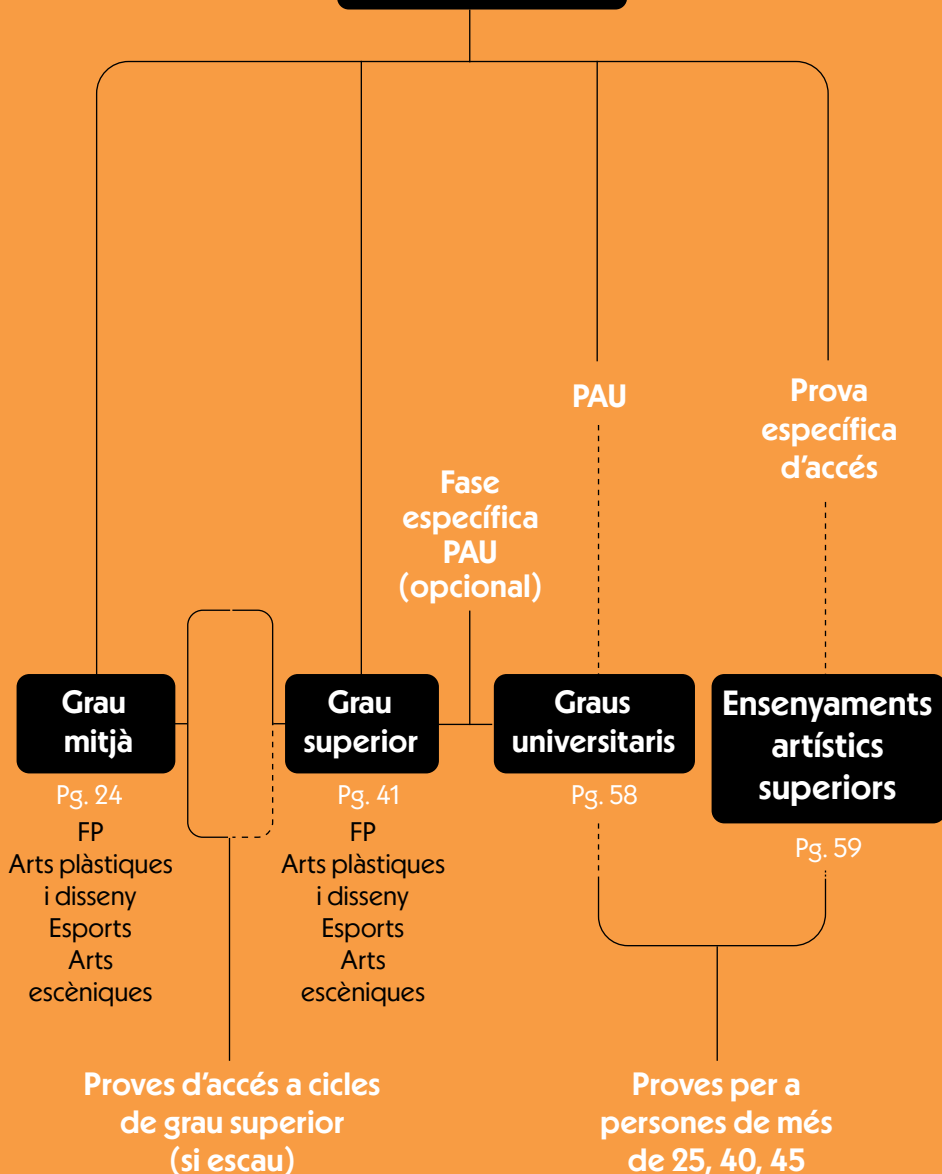 PAU
Prova
específica
d'accés
Fase
específica
PAU
(opcional)
Grau
mitjà
Grau
superior
Graus
universitaris
Ensenyaments
artístics
superiors
Pg. 24
FP
Arts plàstiques
i disseny
Esports
Arts
escèniques
Pg. 41
FP
Arts plàstiques
i disseny
Esports
Arts
escèniques
Pg. 58
Pg. 59
Proves d'accés a cicles
de grau superior
(si escau)
Proves per a
persones de més
de 25, 40, 45